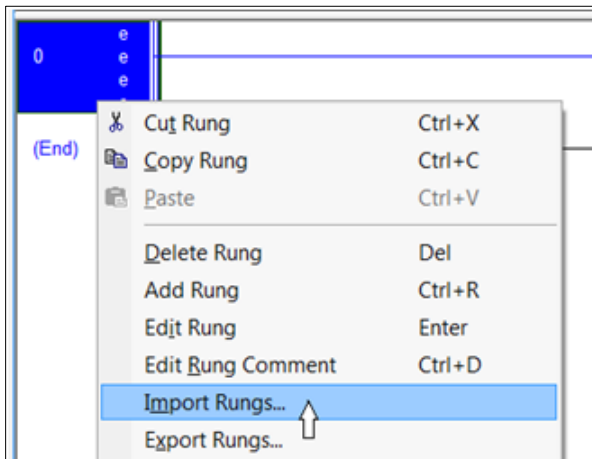 0
e
e
e
(End)
Cut Rung Ctrl+X
Copy Rung Ctrl+C
Paste Ctrl+V
Delete Rung Del
Add Rung Ctrl+R
Edit Rung Enter
Edit Rung Comment Ctrl+D
Import Rungs...
Export Rungs...